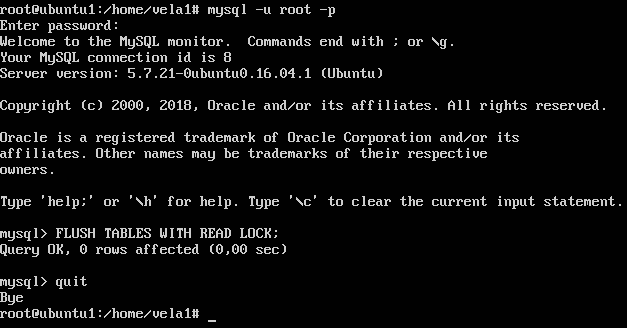 root@ubuntu1:/home/vela1# mysql -u root -p
Enter password:
Welcome to the MySQL monitor.  Commands end with ; or \g.
Your MySQL connection id is 8
Server version: 5.7.21-0ubuntu0.16.04.1 (Ubuntu)
Copyright (c) 2000, 2018, Oracle and/or its affiliates. All rights reserved.
Oracle is a registered trademark of Oracle Corporation and/or its
affiliates. Other names may be trademarks of their respective
owners.
Type 'help;' or '\h' for help. Type '\c' to clear the current input statement.
mysql> FLUSH TABLES WITH READ LOCK;
Query OK, 0 rows affected (0,00 sec)
mysql> quit
Bye
root@ubuntu1:/home/vela1# _